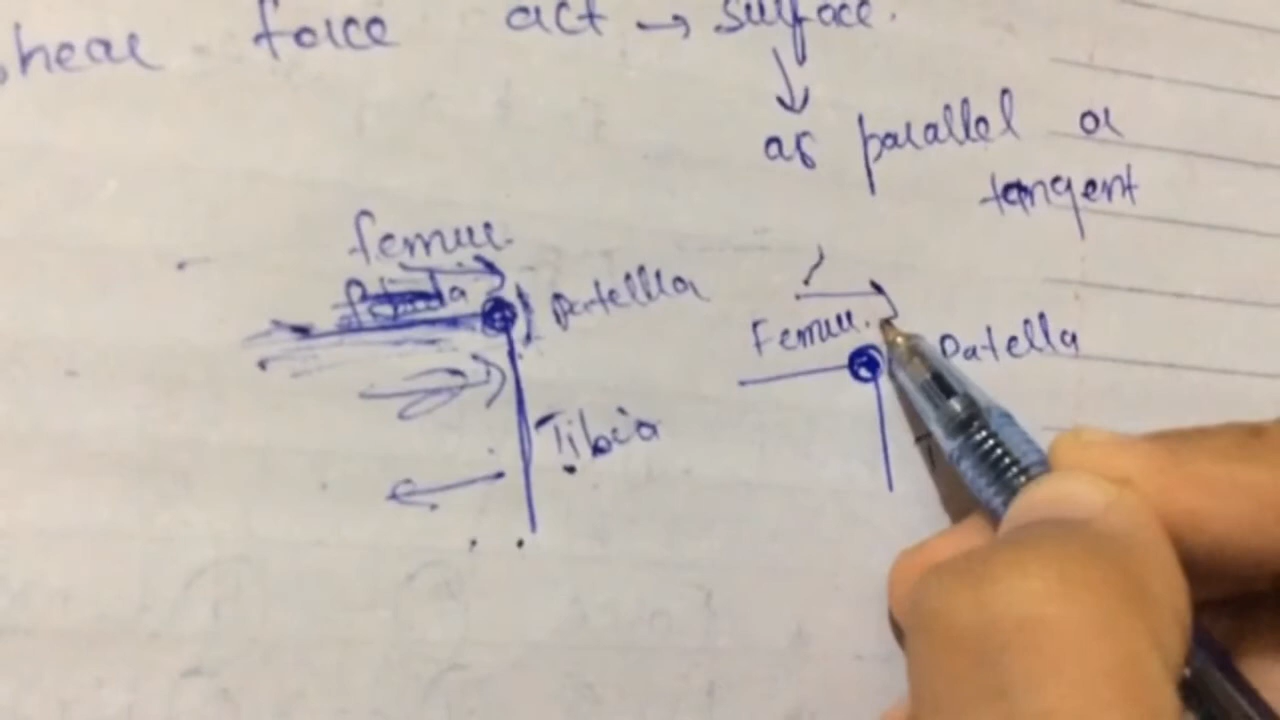 shear force act → surface.
as parallel or
tangent
femur.
Patella
Femur.
Patella
Tibia